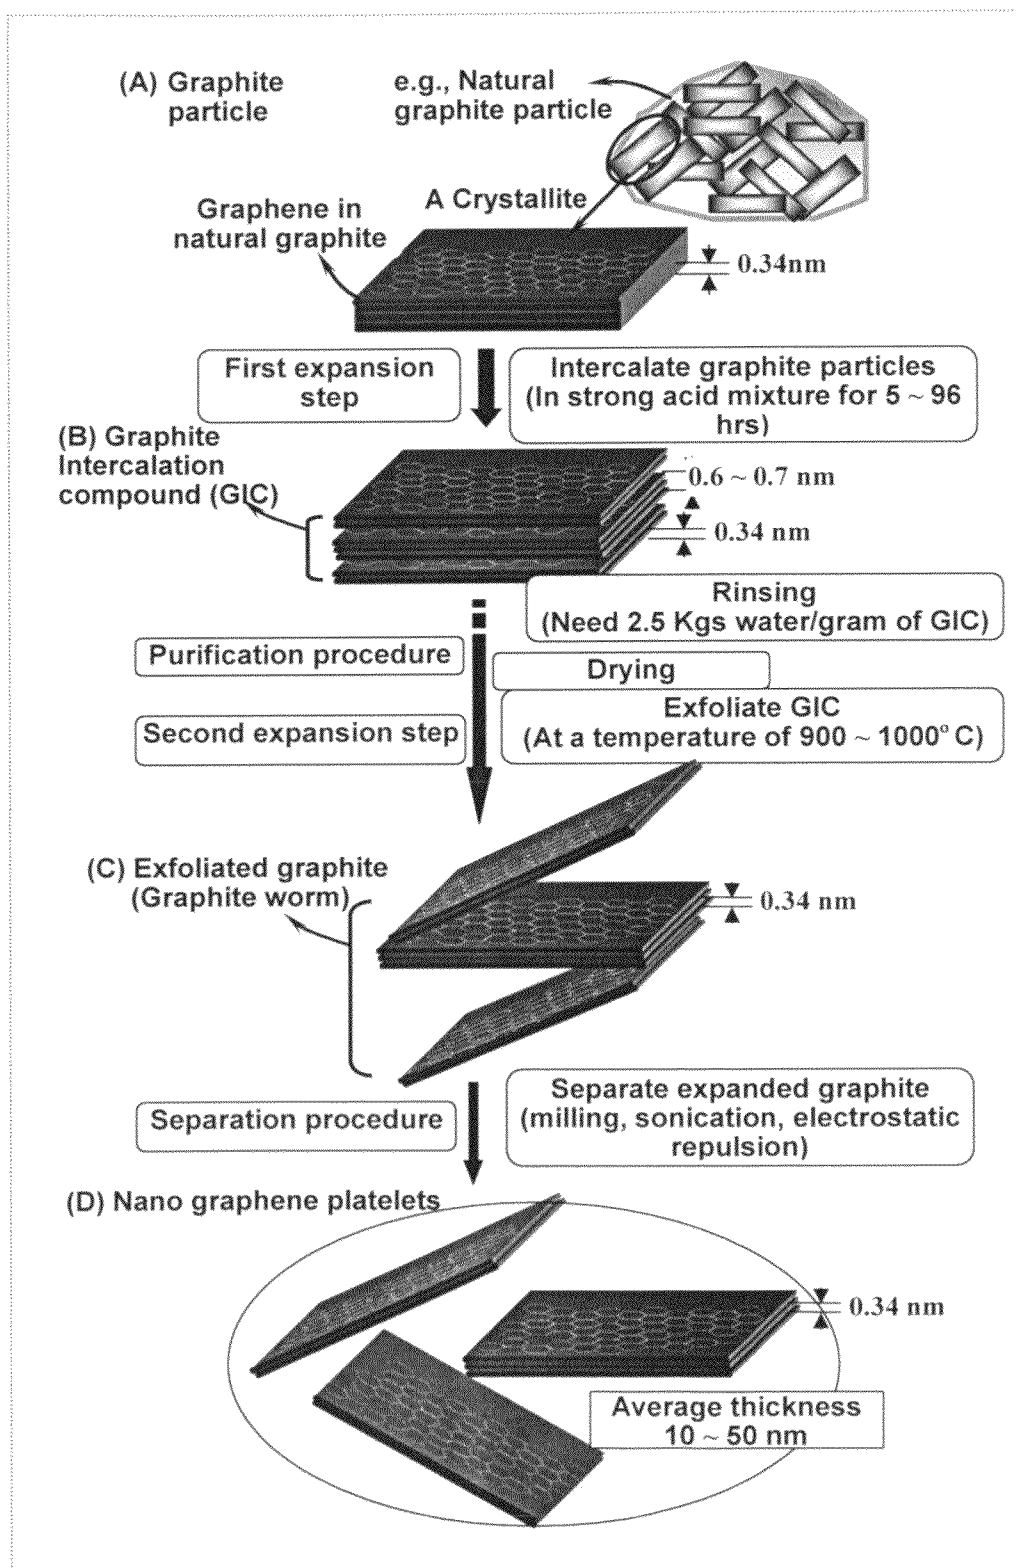 (A) Graphite
particle
e.g., Natural
graphite particle
A Crystallite
Graphene in
natural graphite
0.34nm
First expansion
step
Intercalate graphite particles
(In strong acid mixture for 5 ~ 96
hrs)
(B) Graphite
Intercalation
compound (GIC)
0.6 ~ 0.7 nm
0.34 nm
Rinsing
(Need 2.5 Kgs water/gram of GIC)
Purification procedure
Drying
Second expansion step
Exfoliate GIC
(At a temperature of 900 ~ 1000° C)
(C) Exfoliated graphite
(Graphite worm)
0.34 nm
Separation procedure
Separate expanded graphite
(milling, sonication, electrostatic
repulsion)
(D) Nano graphene platelets
0.34 nm
Average thickness
10 ~ 50 nm